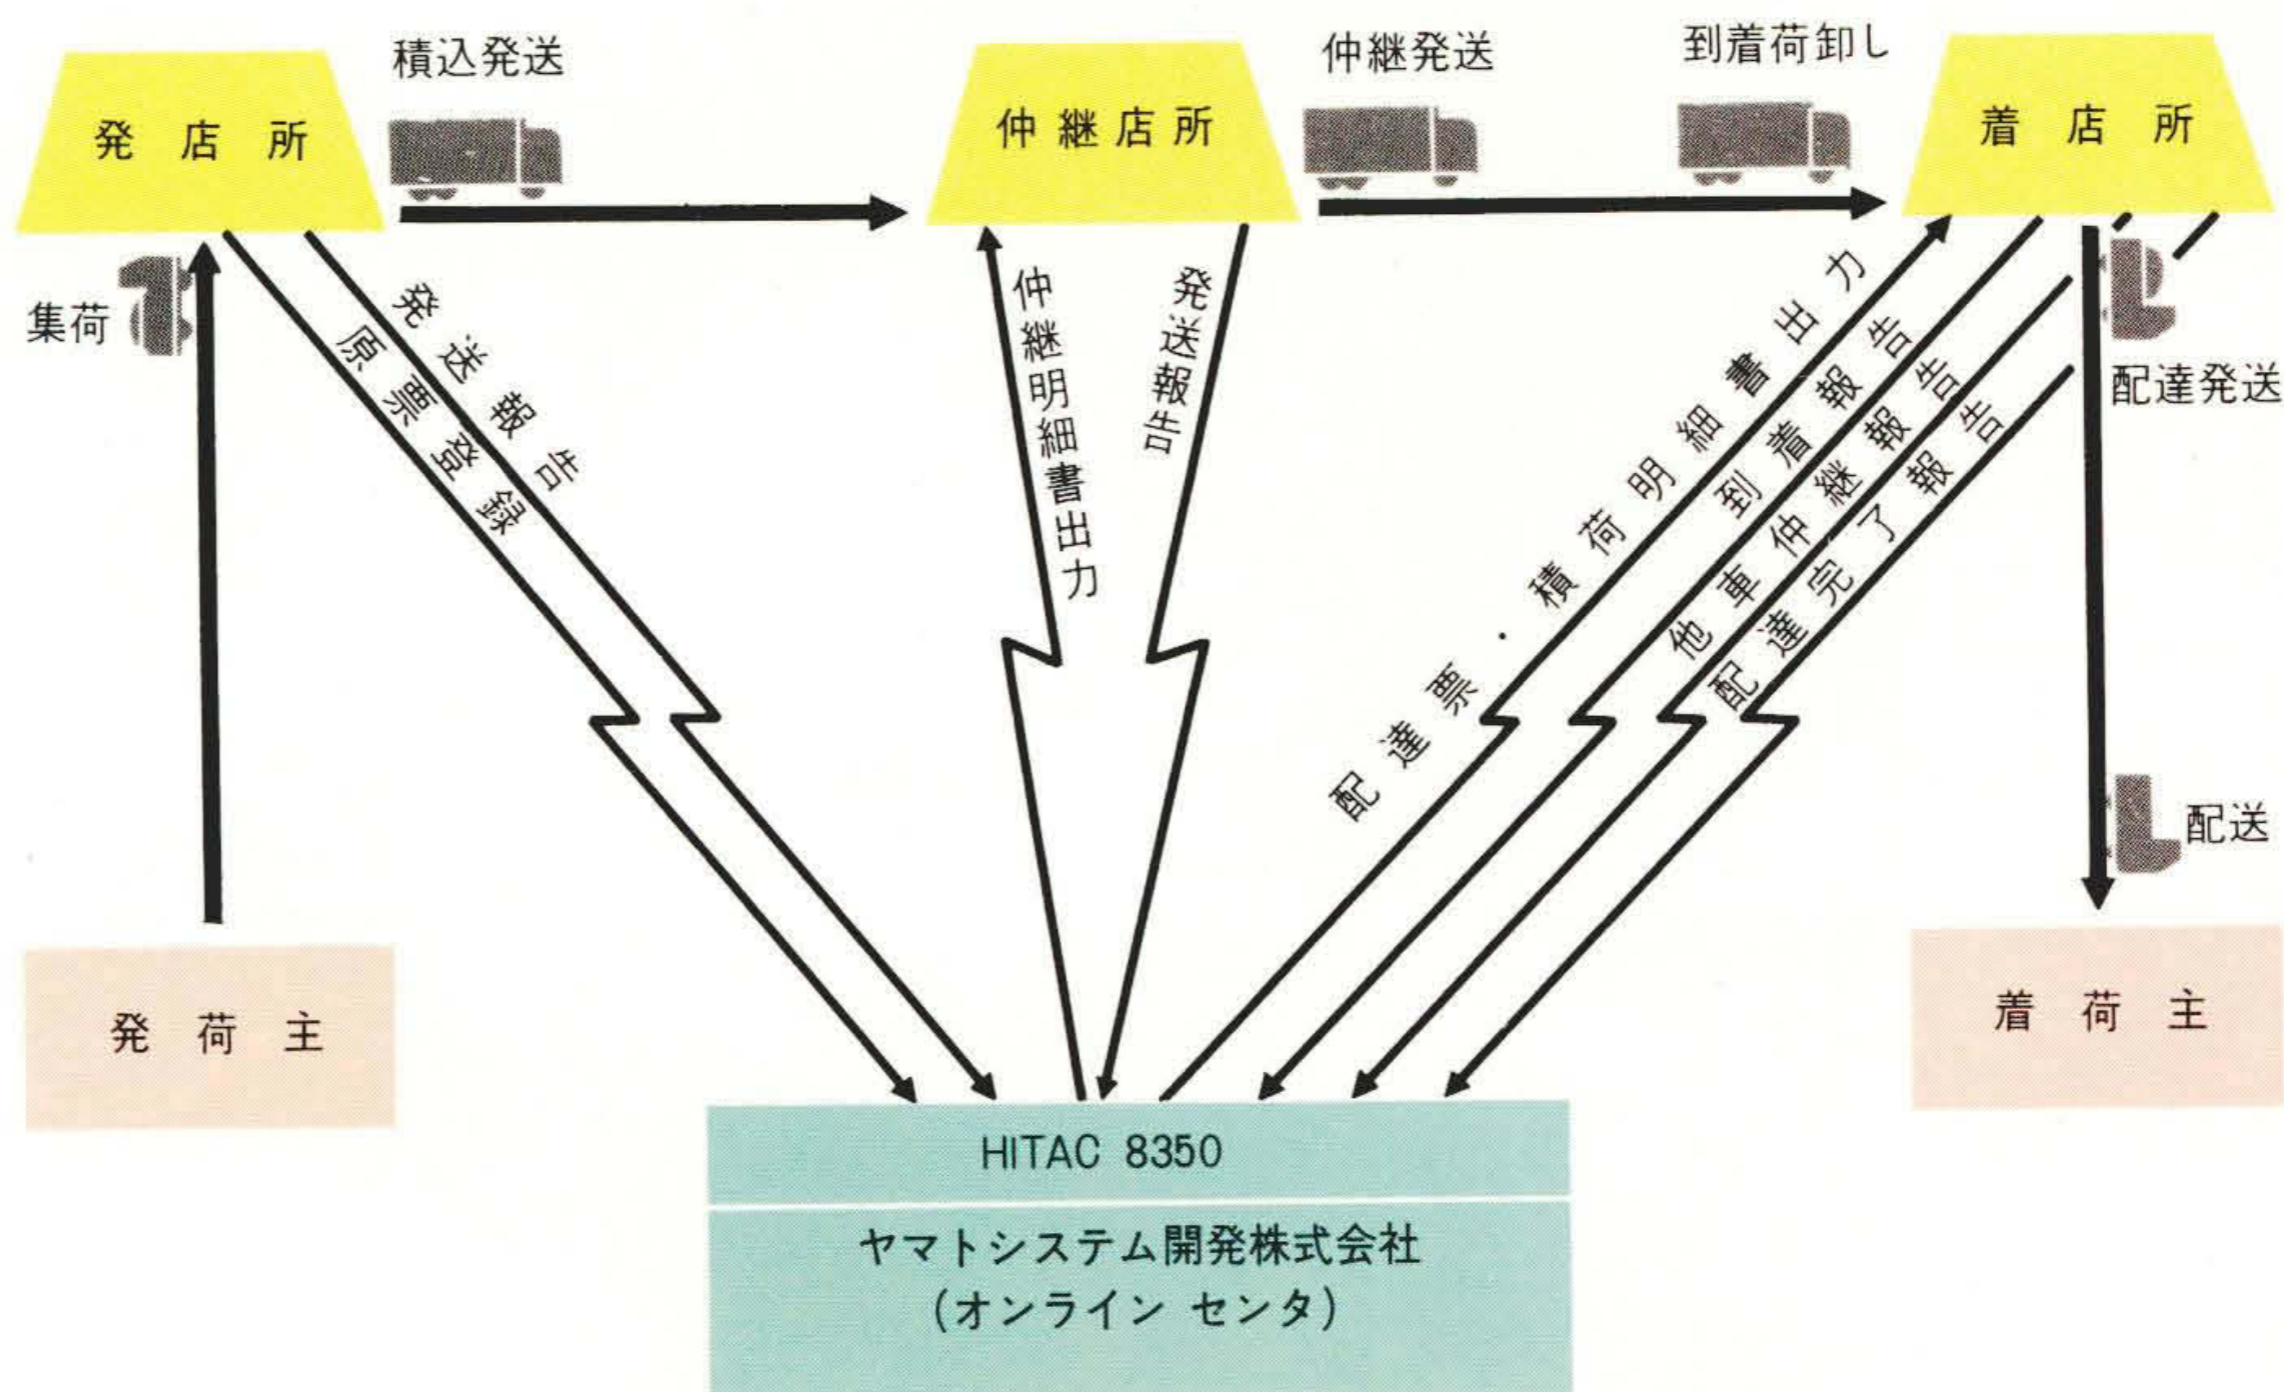 積込発送
仲継発送
到着荷卸し
発店所
仲継店所
着店所
集荷
発送報告
原票登録
仲継明細書出力
発送報告
配達票・積荷明細書出力
到着報告
他車仲継報告
配達完了報告
配達発送
配送
発荷主
着荷主
HITAC 8350
ヤマトシステム開発株式会社
(オンライン センタ)